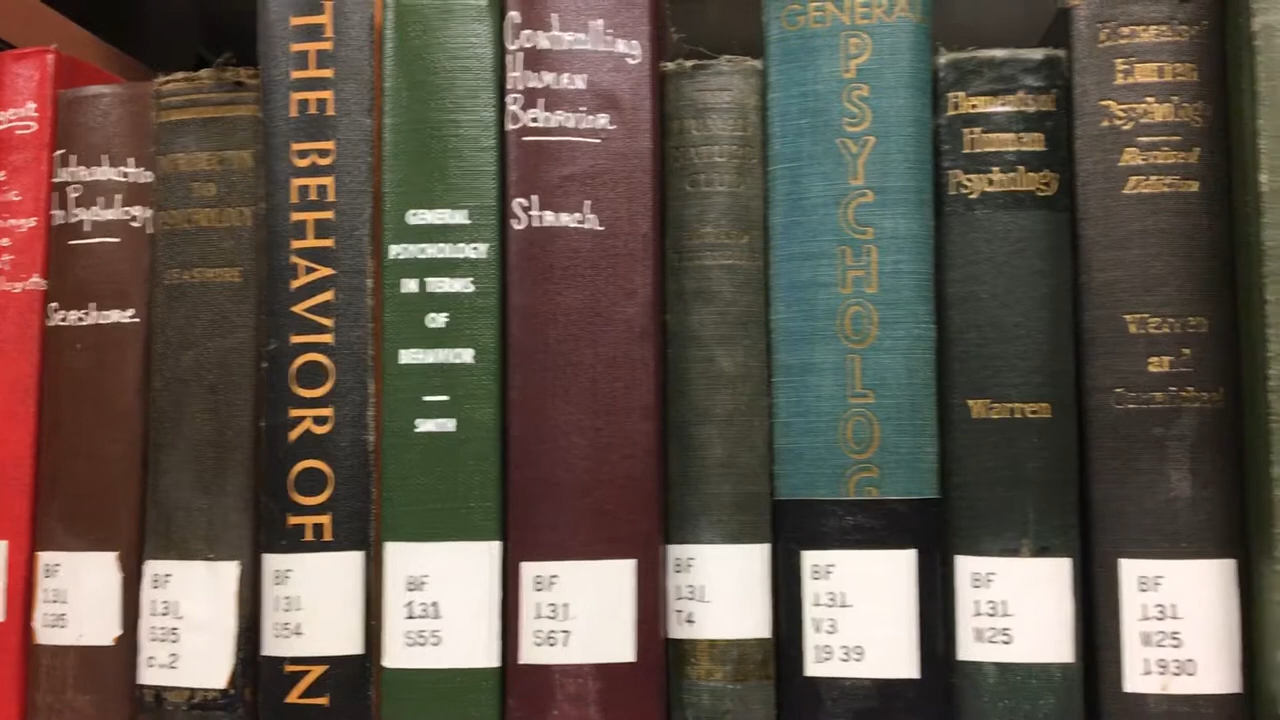 Introduction
to Psychology
Seashore
BF
131
S35
TO
PSYCHOLOGY
SEASHORE
BF
131
S35
c.2
THE BEHAVIOR OF
N
BF
131
S54
GENERAL
PSYCHOLOGY
IN TERMS
OF
BEHAVIOR
SMITH
BF
131
S55
Controlling
Human
Behavior
Starch
BF
131
S67
BF
131
T4
GENERAL
PSYCHOLOG
BF
131
V3
1939
Elements of
Human
Psychology
Warren
BF
131
W25
Elements of
Human
Psychology
Revised
Edition
Warren
and
Carmichael
BF
131
W25
1930